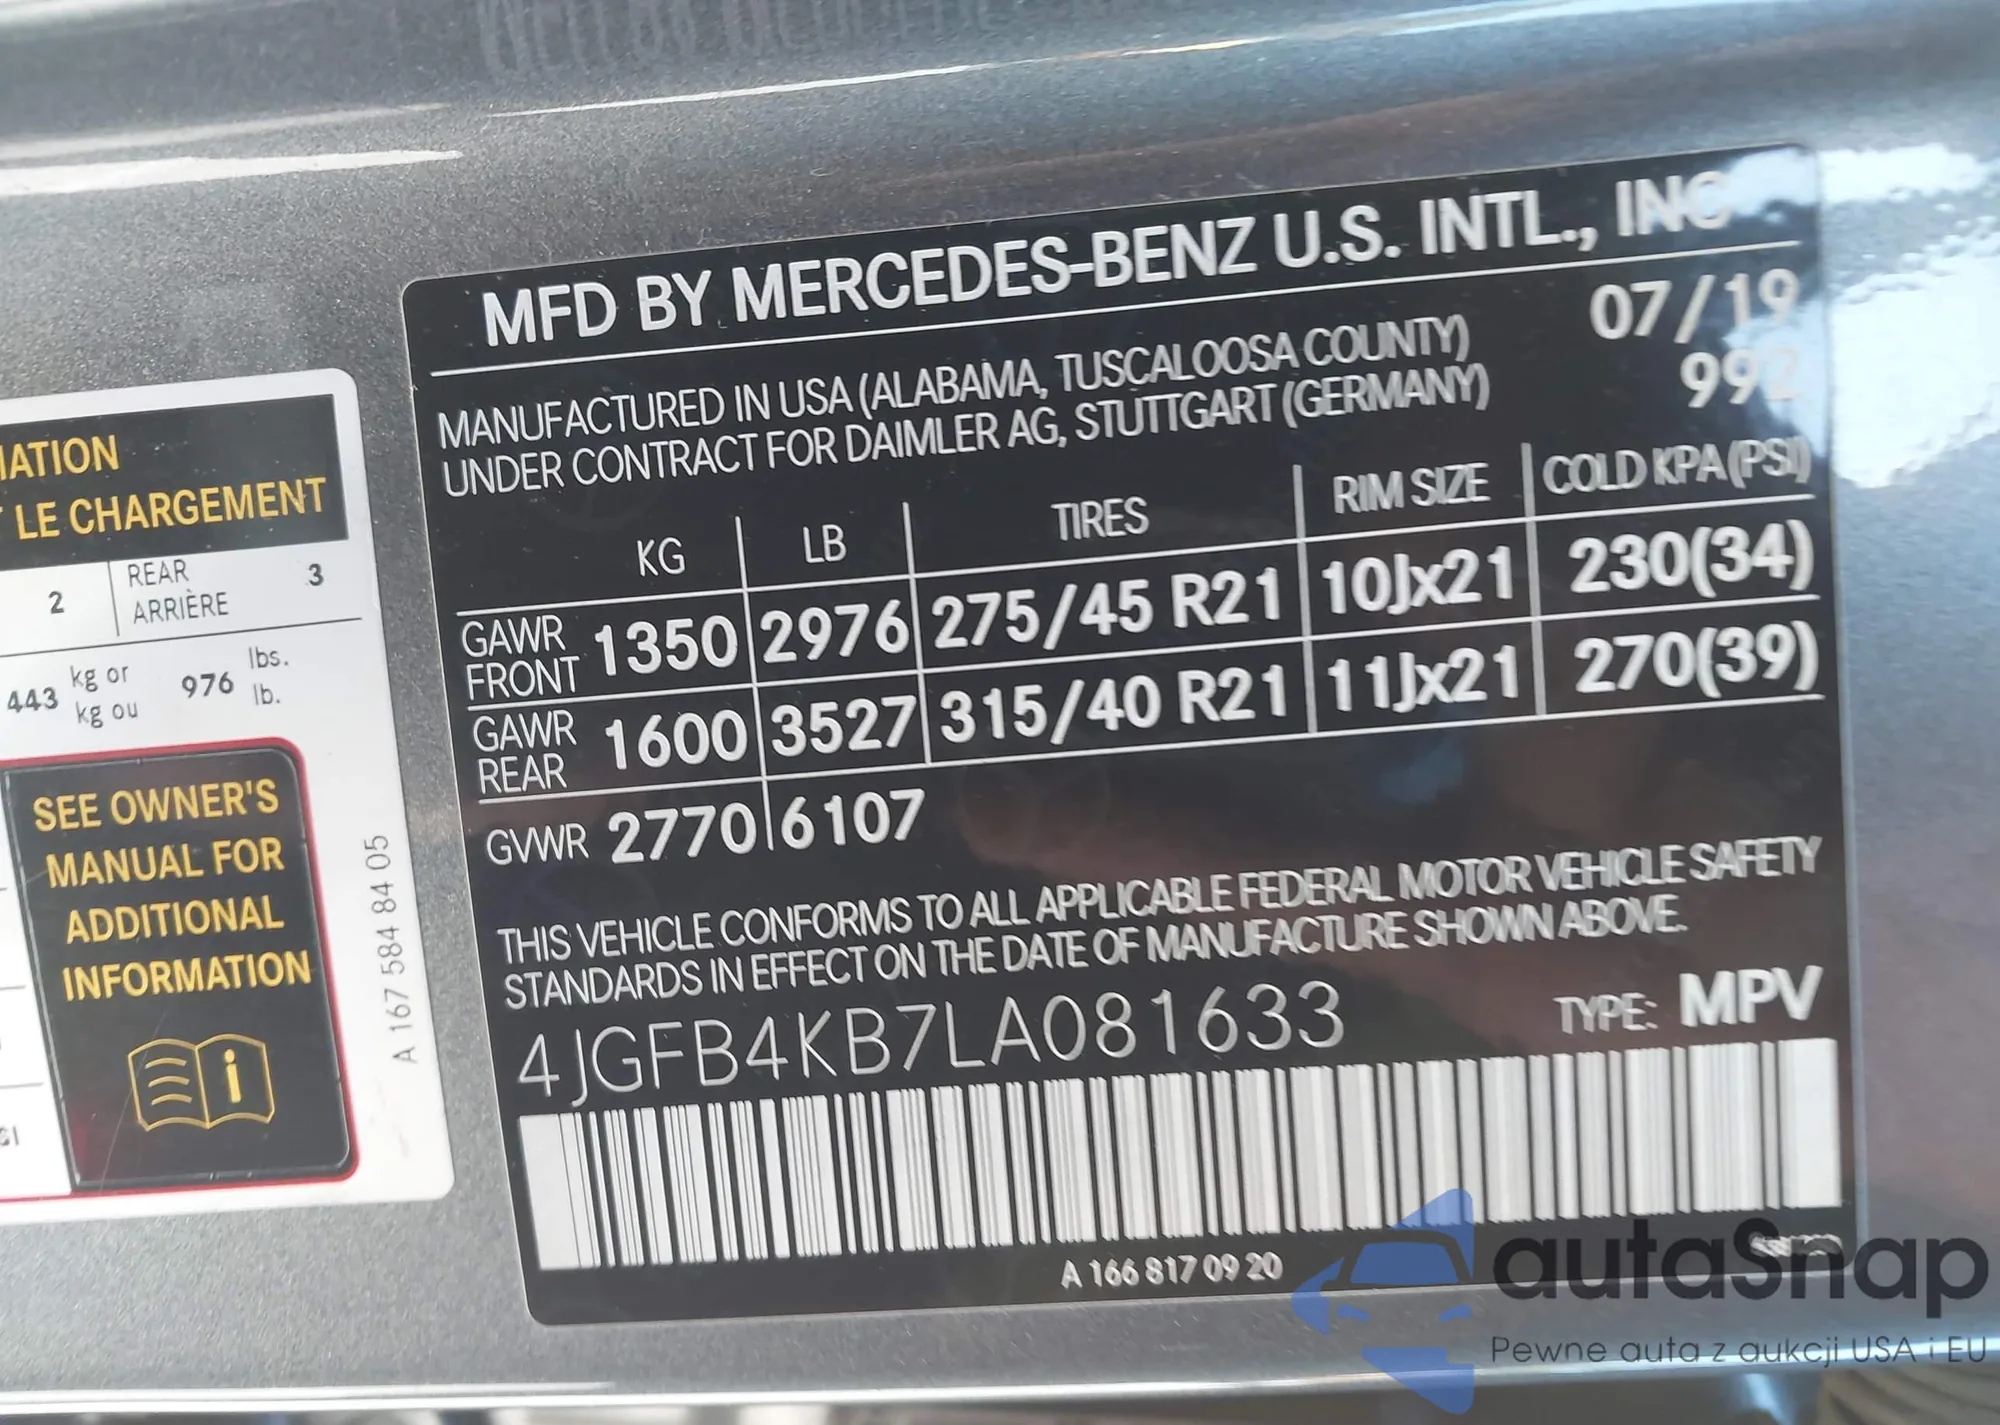 IATION
LE CHARGEMENT
2
REAR
ARRIÈRE
3
443 kg or
kg ou
976 lbs.
lb.
SEE OWNER'S
MANUAL FOR
ADDITIONAL
INFORMATION
i
A 167 584 84 05
MFD BY MERCEDES-BENZ U.S. INTL., INC
07/19
MANUFACTURED IN USA (ALABAMA, TUSCALOOSA COUNTY)
992
UNDER CONTRACT FOR DAIMLER AG, STUTTGART (GERMANY)
KG LB TIRES RIM SIZE COLD KPA (PSI)
GAWR FRONT 1350 2976 275/45 R21 10Jx21 230(34)
GAWR REAR 1600 3527 315/40 R21 11Jx21 270(39)
GVWR 2770 6107
THIS VEHICLE CONFORMS TO ALL APPLICABLE FEDERAL MOTOR VEHICLE SAFETY
STANDARDS IN EFFECT ON THE DATE OF MANUFACTURE SHOWN ABOVE.
4JGFB4KB7LA081633
TYPE: MPV
A 166 817 09 20
autaSnap
Pewne auta z aukcji USA i EU